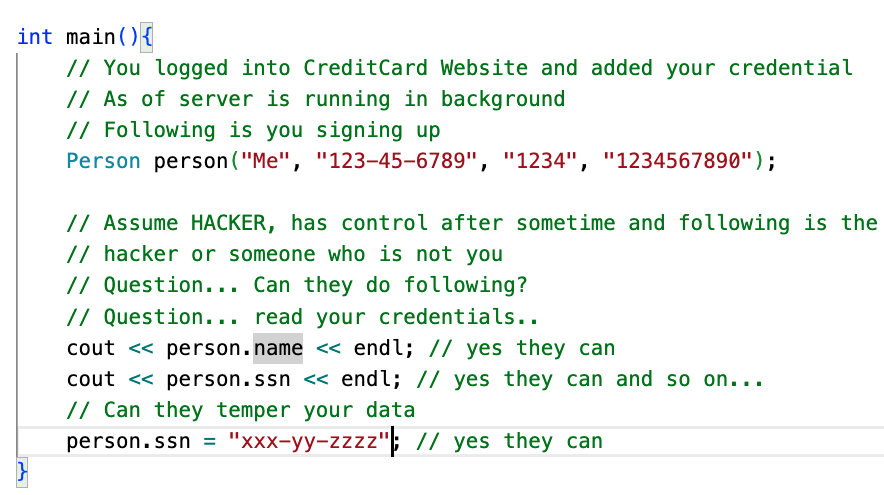 int main(){
// You logged into CreditCard Website and added your credential
// As of server is running in background
// Following is you signing up
Person person("Me", "123-45-6789", "1234", "1234567890");
// Assume HACKER, has control after sometime and following is the
// hacker or someone who is not you
// Question... Can they do following?
// Question... read your credentials..
cout << person.name << endl; // yes they can
cout << person.ssn << endl; // yes they can and so on...
// Can they temper your data
person.ssn = "xxx-yy-zzzz"; // yes they can
}